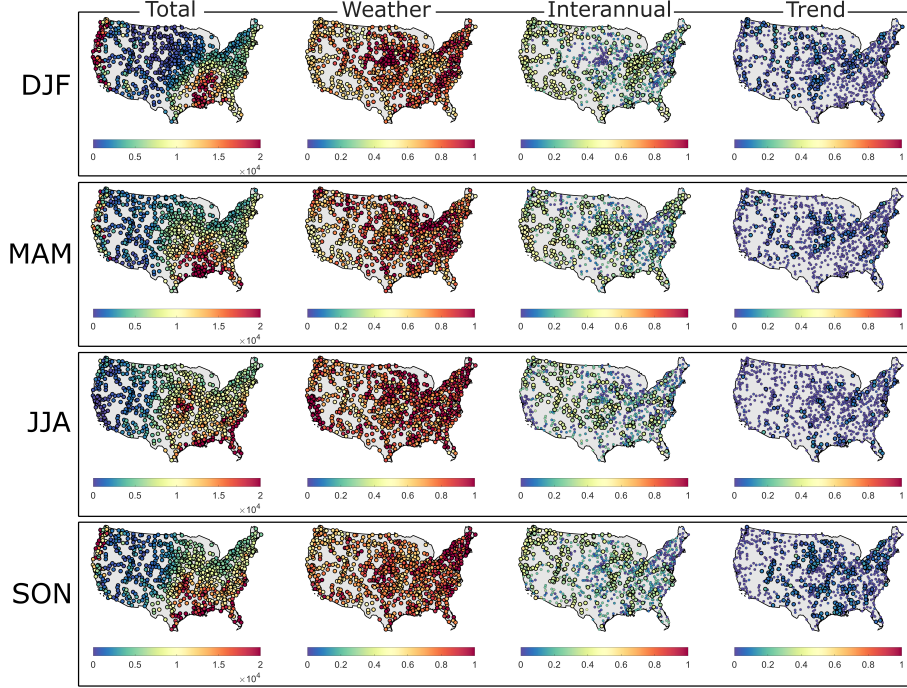 Total Weather Interannual Trend
DJF
0 0.5 1 1.5 2 0 0.2 0.4 0.6 0.8 1 0 0.2 0.4 0.6 0.8 1 0 0.2 0.4 0.6 0.8 1
×10⁴
MAM
0 0.5 1 1.5 2 0 0.2 0.4 0.6 0.8 1 0 0.2 0.4 0.6 0.8 1 0 0.2 0.4 0.6 0.8 1
×10⁴
JJA
0 0.5 1 1.5 2 0 0.2 0.4 0.6 0.8 1 0 0.2 0.4 0.6 0.8 1 0 0.2 0.4 0.6 0.8 1
×10⁴
SON
0 0.5 1 1.5 2 0 0.2 0.4 0.6 0.8 1 0 0.2 0.4 0.6 0.8 1 0 0.2 0.4 0.6 0.8 1
×10⁴